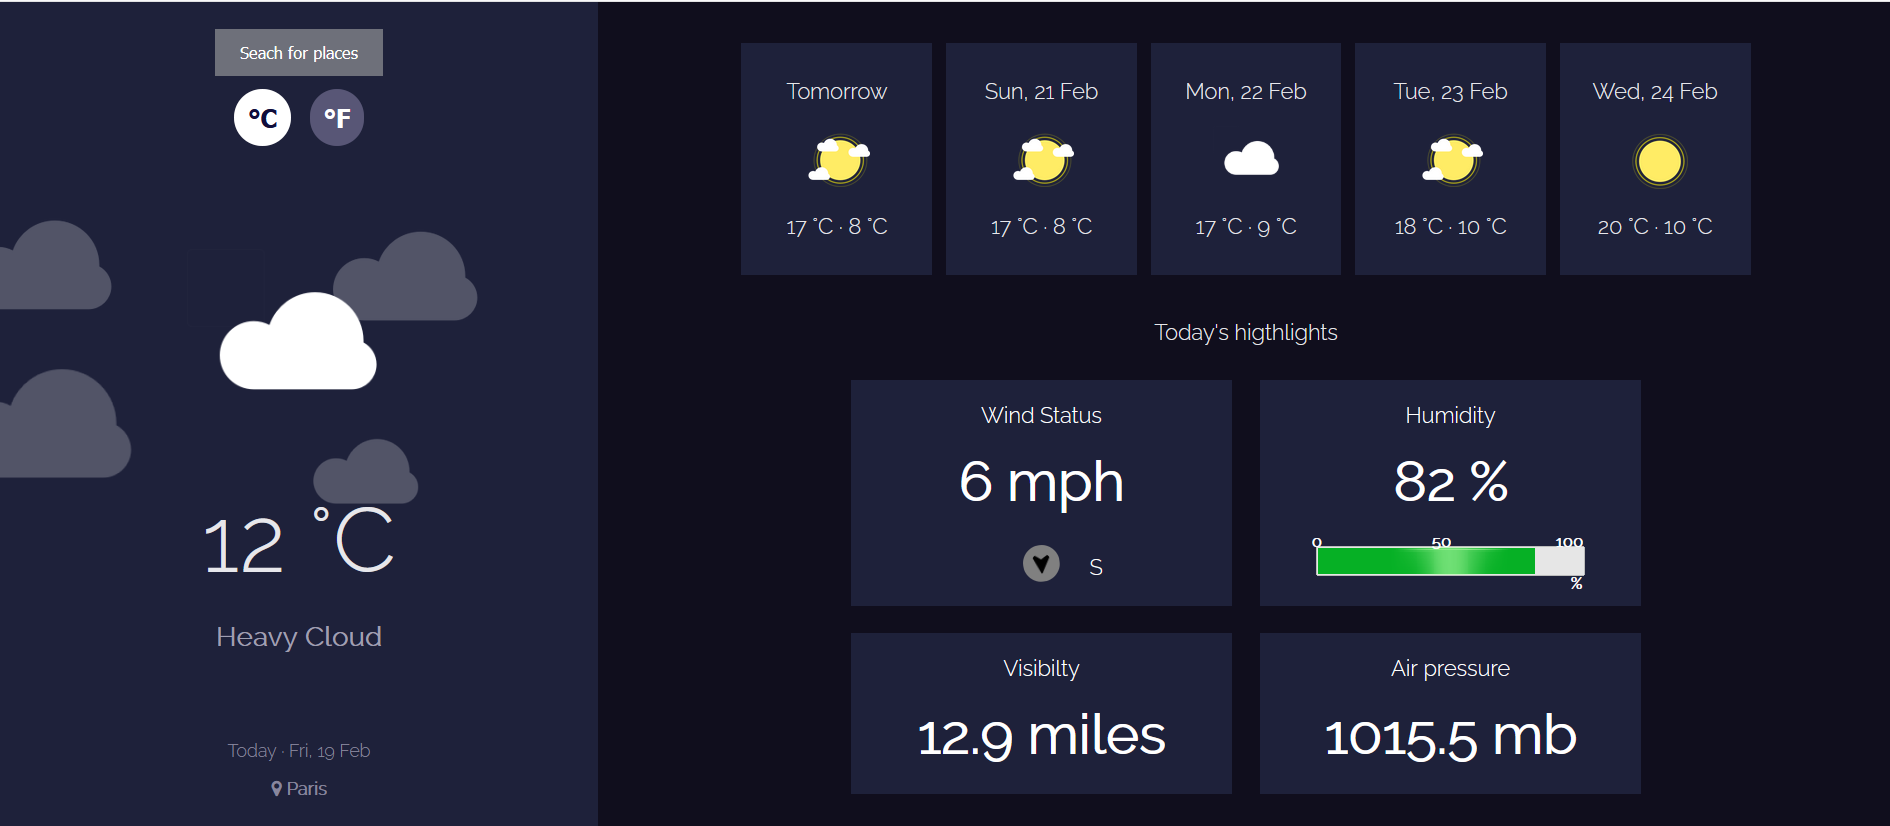 Seach for places
°C °F
12 °C
Heavy Cloud
Today · Fri, 19 Feb
Paris
Tomorrow
17 °C · 8 °C
Sun, 21 Feb
17 °C · 8 °C
Mon, 22 Feb
17 °C · 9 °C
Tue, 23 Feb
18 °C · 10 °C
Wed, 24 Feb
20 °C · 10 °C
Today's higthlights
Wind Status
6 mph
S
Humidity
82 %
0 50 100
%
Visibilty
12.9 miles
Air pressure
1015.5 mb